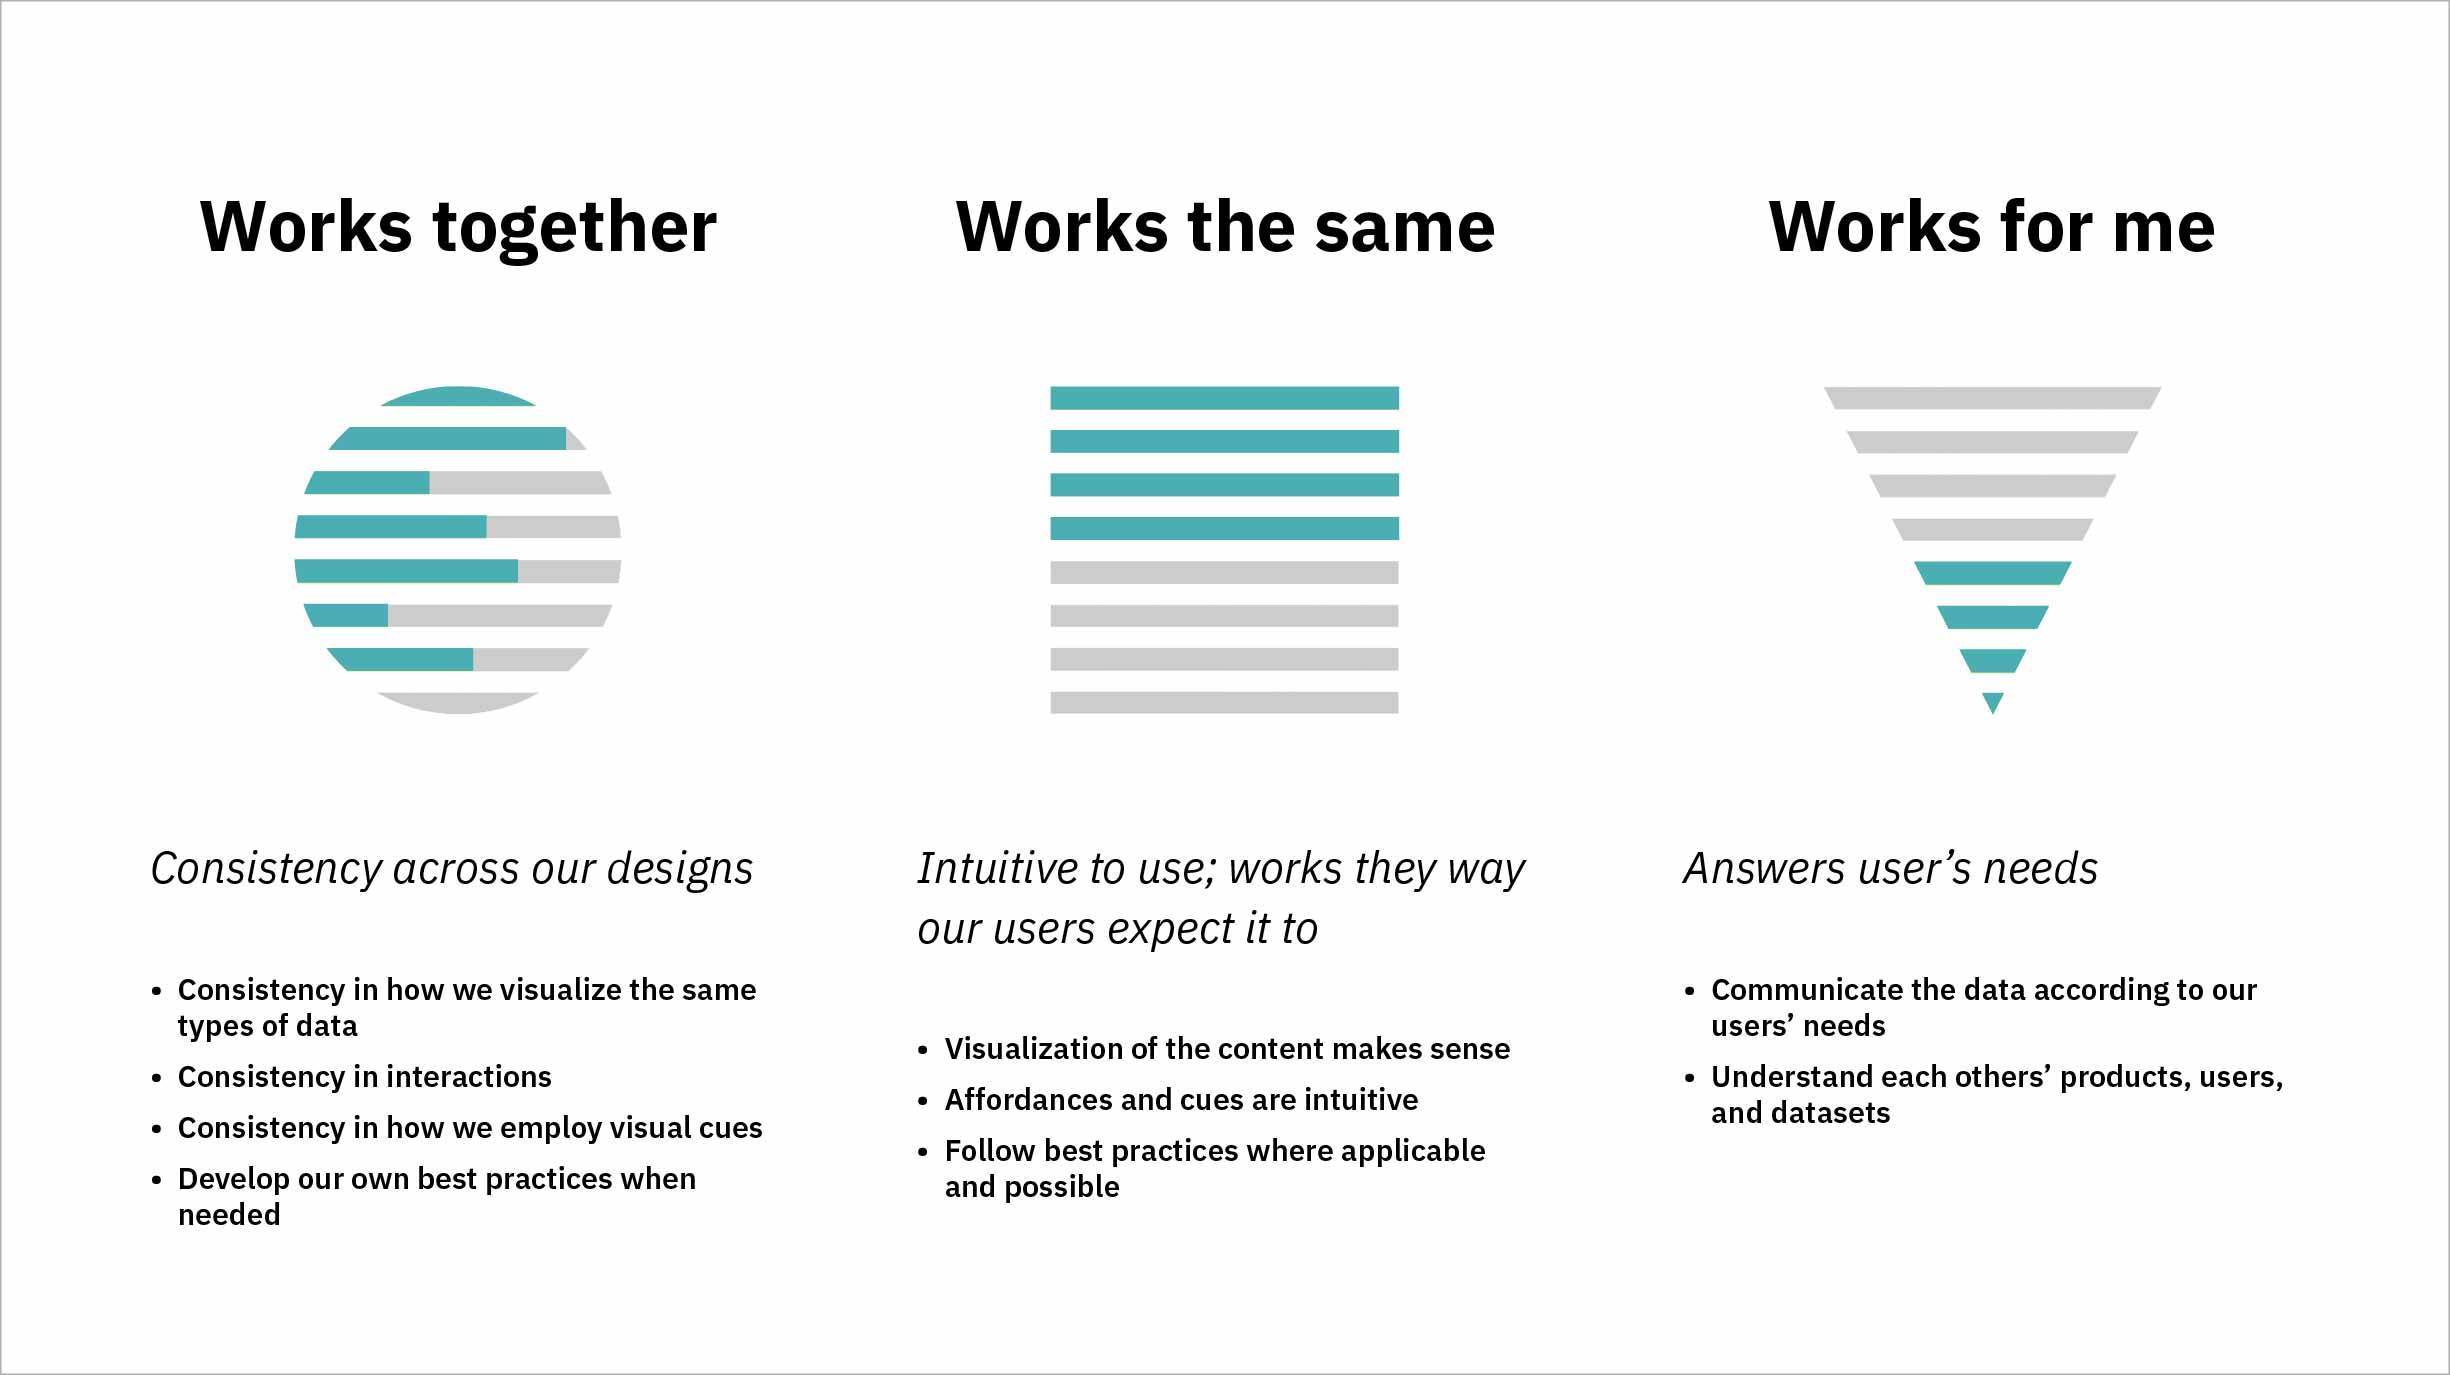 Works together
Consistency across our designs
• Consistency in how we visualize the same
types of data
• Consistency in interactions
• Consistency in how we employ visual cues
• Develop our own best practices when
needed
Works the same
Intuitive to use; works they way
our users expect it to
• Visualization of the content makes sense
• Affordances and cues are intuitive
• Follow best practices where applicable
and possible
Works for me
Answers user’s needs
• Communicate the data according to our
users’ needs
• Understand each others’ products, users,
and datasets